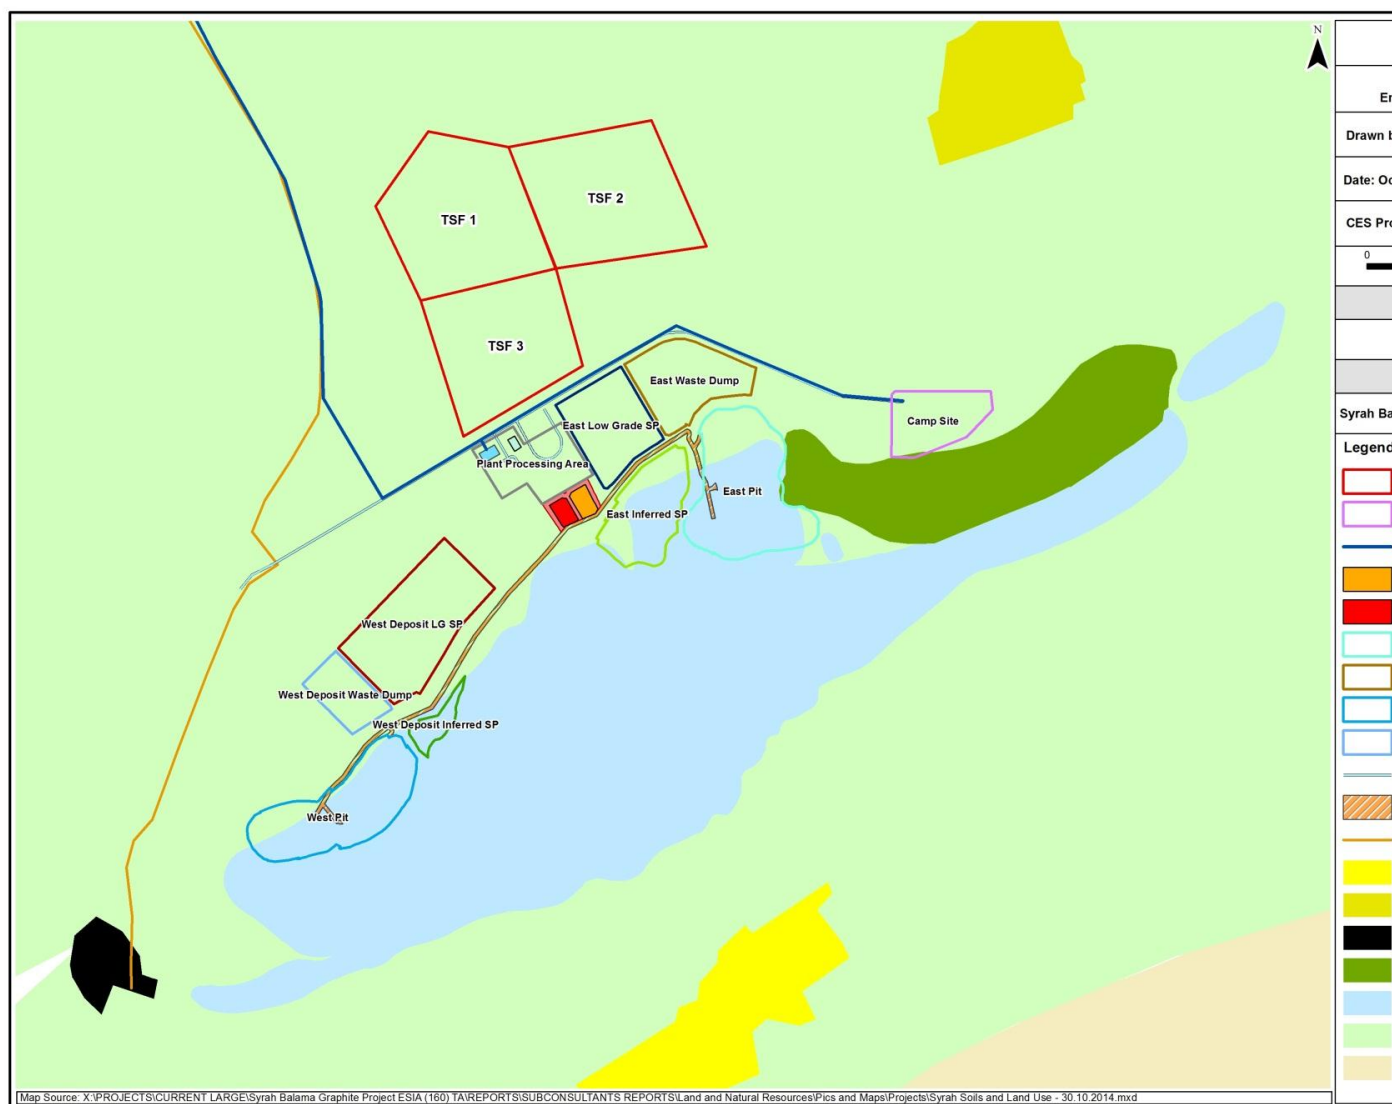 N
Er
Drawn b
Date: Oc
CES Pro
0
Syrah Ba
Legend
TSF 1
TSF 2
TSF 3
East Waste Dump
East Low Grade SP
Camp Site
Plant Processing Area
East Pit
East Inferred SP
West Deposit LG SP
West Deposit Waste Dump
West Deposit Inferred SP
West Pit
Map Source: X:\PROJECTS\CURRENT LARGE\Syrah Balama Graphite Project ESIA (160) TA\REPORTS\SUBCONSULTANTS REPORTS\Land and Natural Resources\Pics and Maps\Projects\Syrah Soils and Land Use - 30.10.2014.mxd